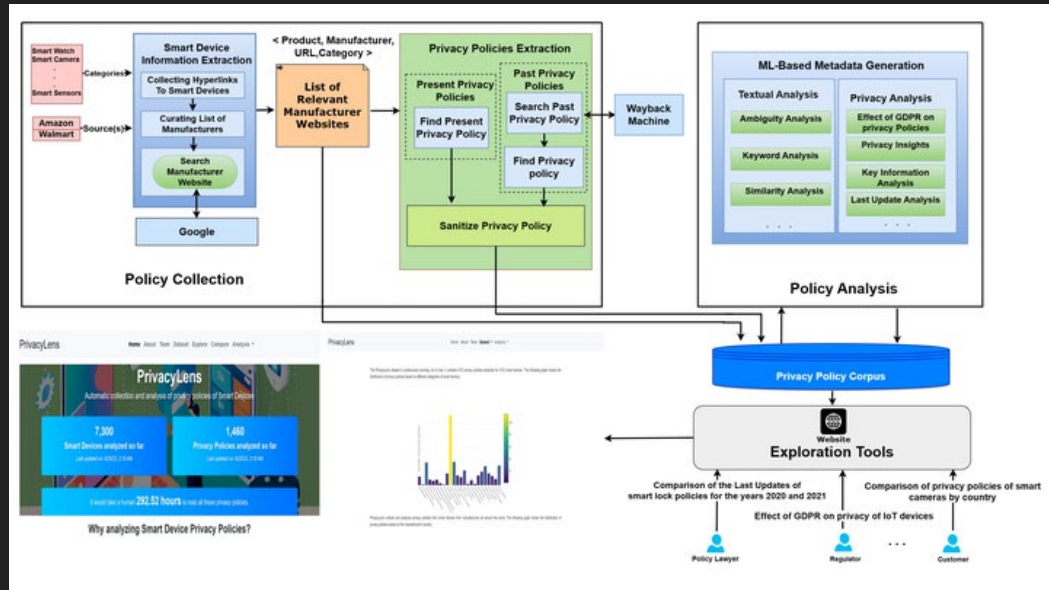 Smart Watch
Smart Camera
.
.
.
Smart Sensors
Categories
Amazon
Walmart
Source(s)
Smart Device
Information Extraction
Collecting Hyperlinks
To Smart Devices
Curating List of
Manufacturers
Search
Manufacturer
Website
Google
< Product, Manufacturer,
URL,Category >
List of
Relevant
Manufacturer
Websites
Privacy Policies Extraction
Present Privacy
Policies
Find Present
Privacy Policy
Past Privacy
Policies
Search Past
Privacy Policy
Find Privacy
policy
Sanitize Privacy Policy
Wayback
Machine
Policy Collection
ML-Based Metadata Generation
Textual Analysis
Ambiguity Analysis
Keyword Analysis
Similarity Analysis
. . .
Privacy Analysis
Effect of GDPR on
privacy Policies
Privacy Insights
Key Information
Analysis
Last Update Analysis
. . .
Policy Analysis
Privacy Policy Corpus
Website
Exploration Tools
Comparison of the Last Updates of
smart lock policies for the years 2020 and 2021
Effect of GDPR on privacy of IoT devices
Comparison of privacy policies of smart
cameras by country
Policy Lawyer
Regulator
. . .
Customer
PrivacyLens
Home About Team Dataset Explore Compare Analysis
PrivacyLens
Automatic collection and analysis of privacy policies of Smart Devices
7,300
Smart Devices analyzed so far
1,460
Privacy Policies analyzed so far
It would take a human 292.52 hours to read all these privacy policies.
Why analyzing Smart Device Privacy Policies?
PrivacyLens